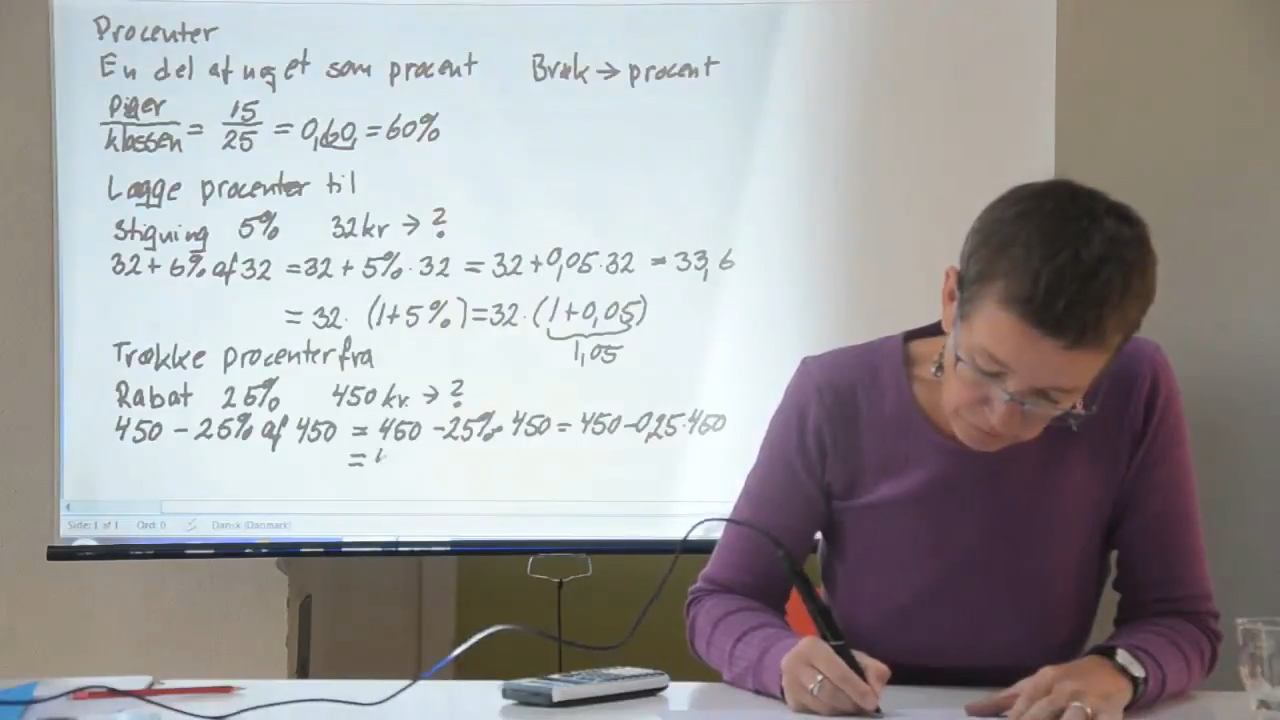 Procenter
En del af noget som procent Brøk → procent
piger/klassen = 15/25 = 0,60 = 60%
Lægge procenter til
Stigning 5% 32 kr → ?
32 + 5% af 32 = 32 + 5% · 32 = 32 + 0,05 · 32 = 33,6
= 32 · (1 + 5%) = 32 · (1 + 0,05)
1,05
Trække procenter fra
Rabat 25% 450 kr. → ?
450 − 25% af 450 = 450 − 25% · 450 = 450 − 0,25 · 450
=
Side: 1 af 1 Ord: 0 Dansk (Danmark)